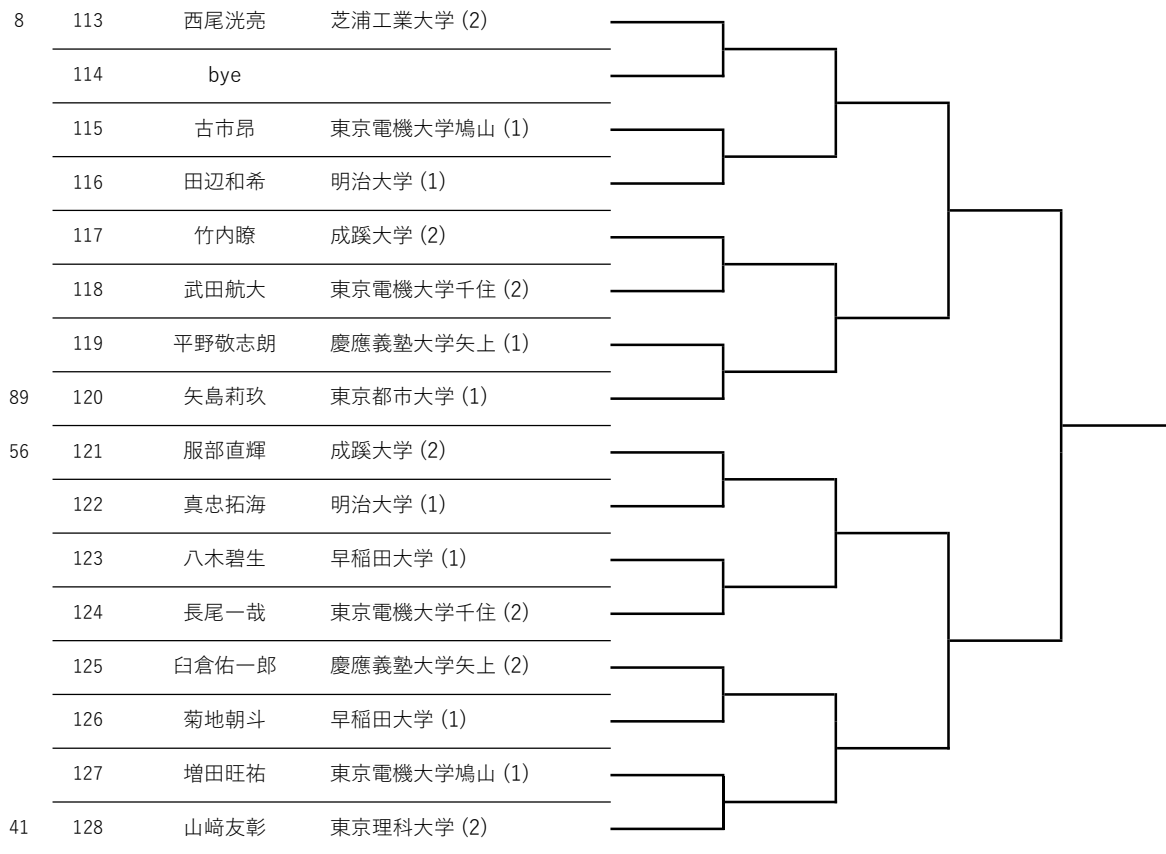 8 113 西尾洸亮 芝浦工業大学 (2)
114 bye
115 古市昂 東京電機大学鳩山 (1)
116 田辺和希 明治大学 (1)
117 竹内瞭 成蹊大学 (2)
118 武田航大 東京電機大学千住 (2)
119 平野敬志朗 慶應義塾大学矢上 (1)
89 120 矢島莉玖 東京都市大学 (1)
56 121 服部直輝 成蹊大学 (2)
122 真忠拓海 明治大学 (1)
123 八木碧生 早稲田大学 (1)
124 長尾一哉 東京電機大学千住 (2)
125 臼倉佑一郎 慶應義塾大学矢上 (2)
126 菊地朝斗 早稲田大学 (1)
127 増田旺祐 東京電機大学鳩山 (1)
41 128 山﨑友彰 東京理科大学 (2)